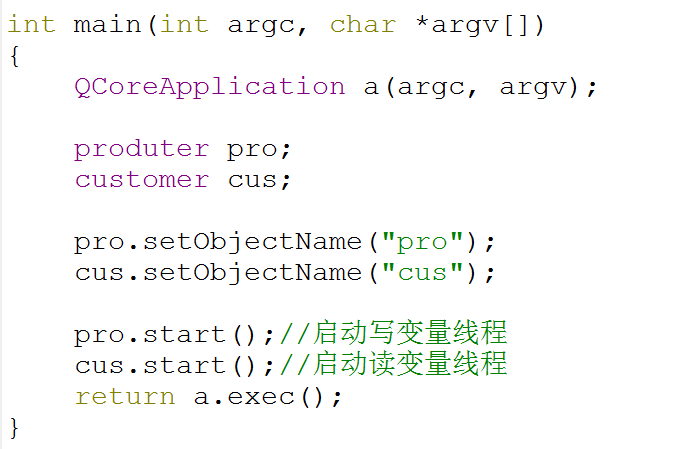 int main(int argc, char *argv[])
{
    QCoreApplication a(argc, argv);

    produter pro;
    customer cus;

    pro.setObjectName("pro");
    cus.setObjectName("cus");

    pro.start();//启动写变量线程
    cus.start();//启动读变量线程
    return a.exec();
}